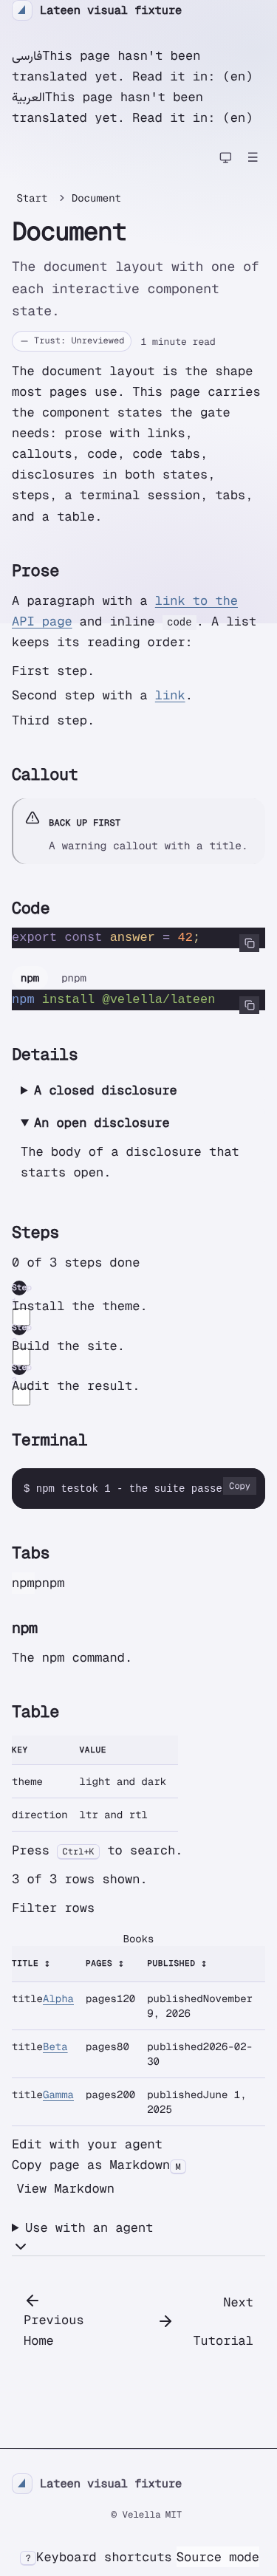 Lateen visual fixture
فارسیThis page hasn't been
translated yet. Read it in: (en)
العربيةThis page hasn't been
translated yet. Read it in: (en)
Start > Document
Document
The document layout with one of
each interactive component
state.
— Trust: Unreviewed 1 minute read
The document layout is the shape
most pages use. This page carries
the component states the gate
needs: prose with links,
callouts, code, code tabs,
disclosures in both states,
steps, a terminal session, tabs,
and a table.
Prose
A paragraph with a link to the
API page and inline code. A list
keeps its reading order:
First step.
Second step with a link.
Third step.
Callout
BACK UP FIRST
A warning callout with a title.
Code
export const answer = 42;
npm pnpm
npm install @velella/lateen
Details
A closed disclosure
An open disclosure
The body of a disclosure that
starts open.
Steps
0 of 3 steps done
Step
Install the theme.
Step
Build the site.
Step
Audit the result.
Terminal
$ npm testok 1 - the suite passe
Copy
Tabs
npmpnpm
npm
The npm command.
Table
KEY VALUE
theme light and dark
direction ltr and rtl
Press Ctrl+K to search.
3 of 3 rows shown.
Filter rows
Books
TITLE ↕ PAGES ↕ PUBLISHED ↕
titleAlpha pages120 publishedNovember
9, 2026
titleBeta pages80 published2026-02-
30
titleGamma pages200 publishedJune 1,
2025
Edit with your agent
Copy page as Markdown M
View Markdown
Use with an agent
Previous
Home
Next
Tutorial
Lateen visual fixture
© Velella MIT
? Keyboard shortcuts Source mode